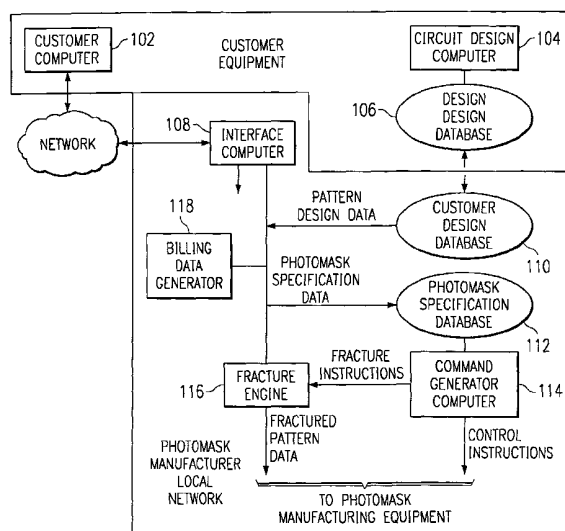 CUSTOMER
COMPUTER
102
CUSTOMER
EQUIPMENT
CIRCUIT DESIGN
COMPUTER
104
106
DESIGN
DESIGN
DATABASE
NETWORK
108
INTERFACE
COMPUTER
PATTERN
DESIGN DATA
CUSTOMER
DESIGN
DATABASE
110
118
BILLING
DATA
GENERATOR
PHOTOMASK
SPECIFICATION
DATA
PHOTOMASK
SPECIFICATION
DATABASE
112
FRACTURE
INSTRUCTIONS
116
FRACTURE
ENGINE
COMMAND
GENERATOR
COMPUTER
114
FRACTURED
PATTERN
DATA
CONTROL
INSTRUCTIONS
PHOTOMASK
MANUFACTURER
LOCAL
NETWORK
TO PHOTOMASK
MANUFACTURING EQUIPMENT